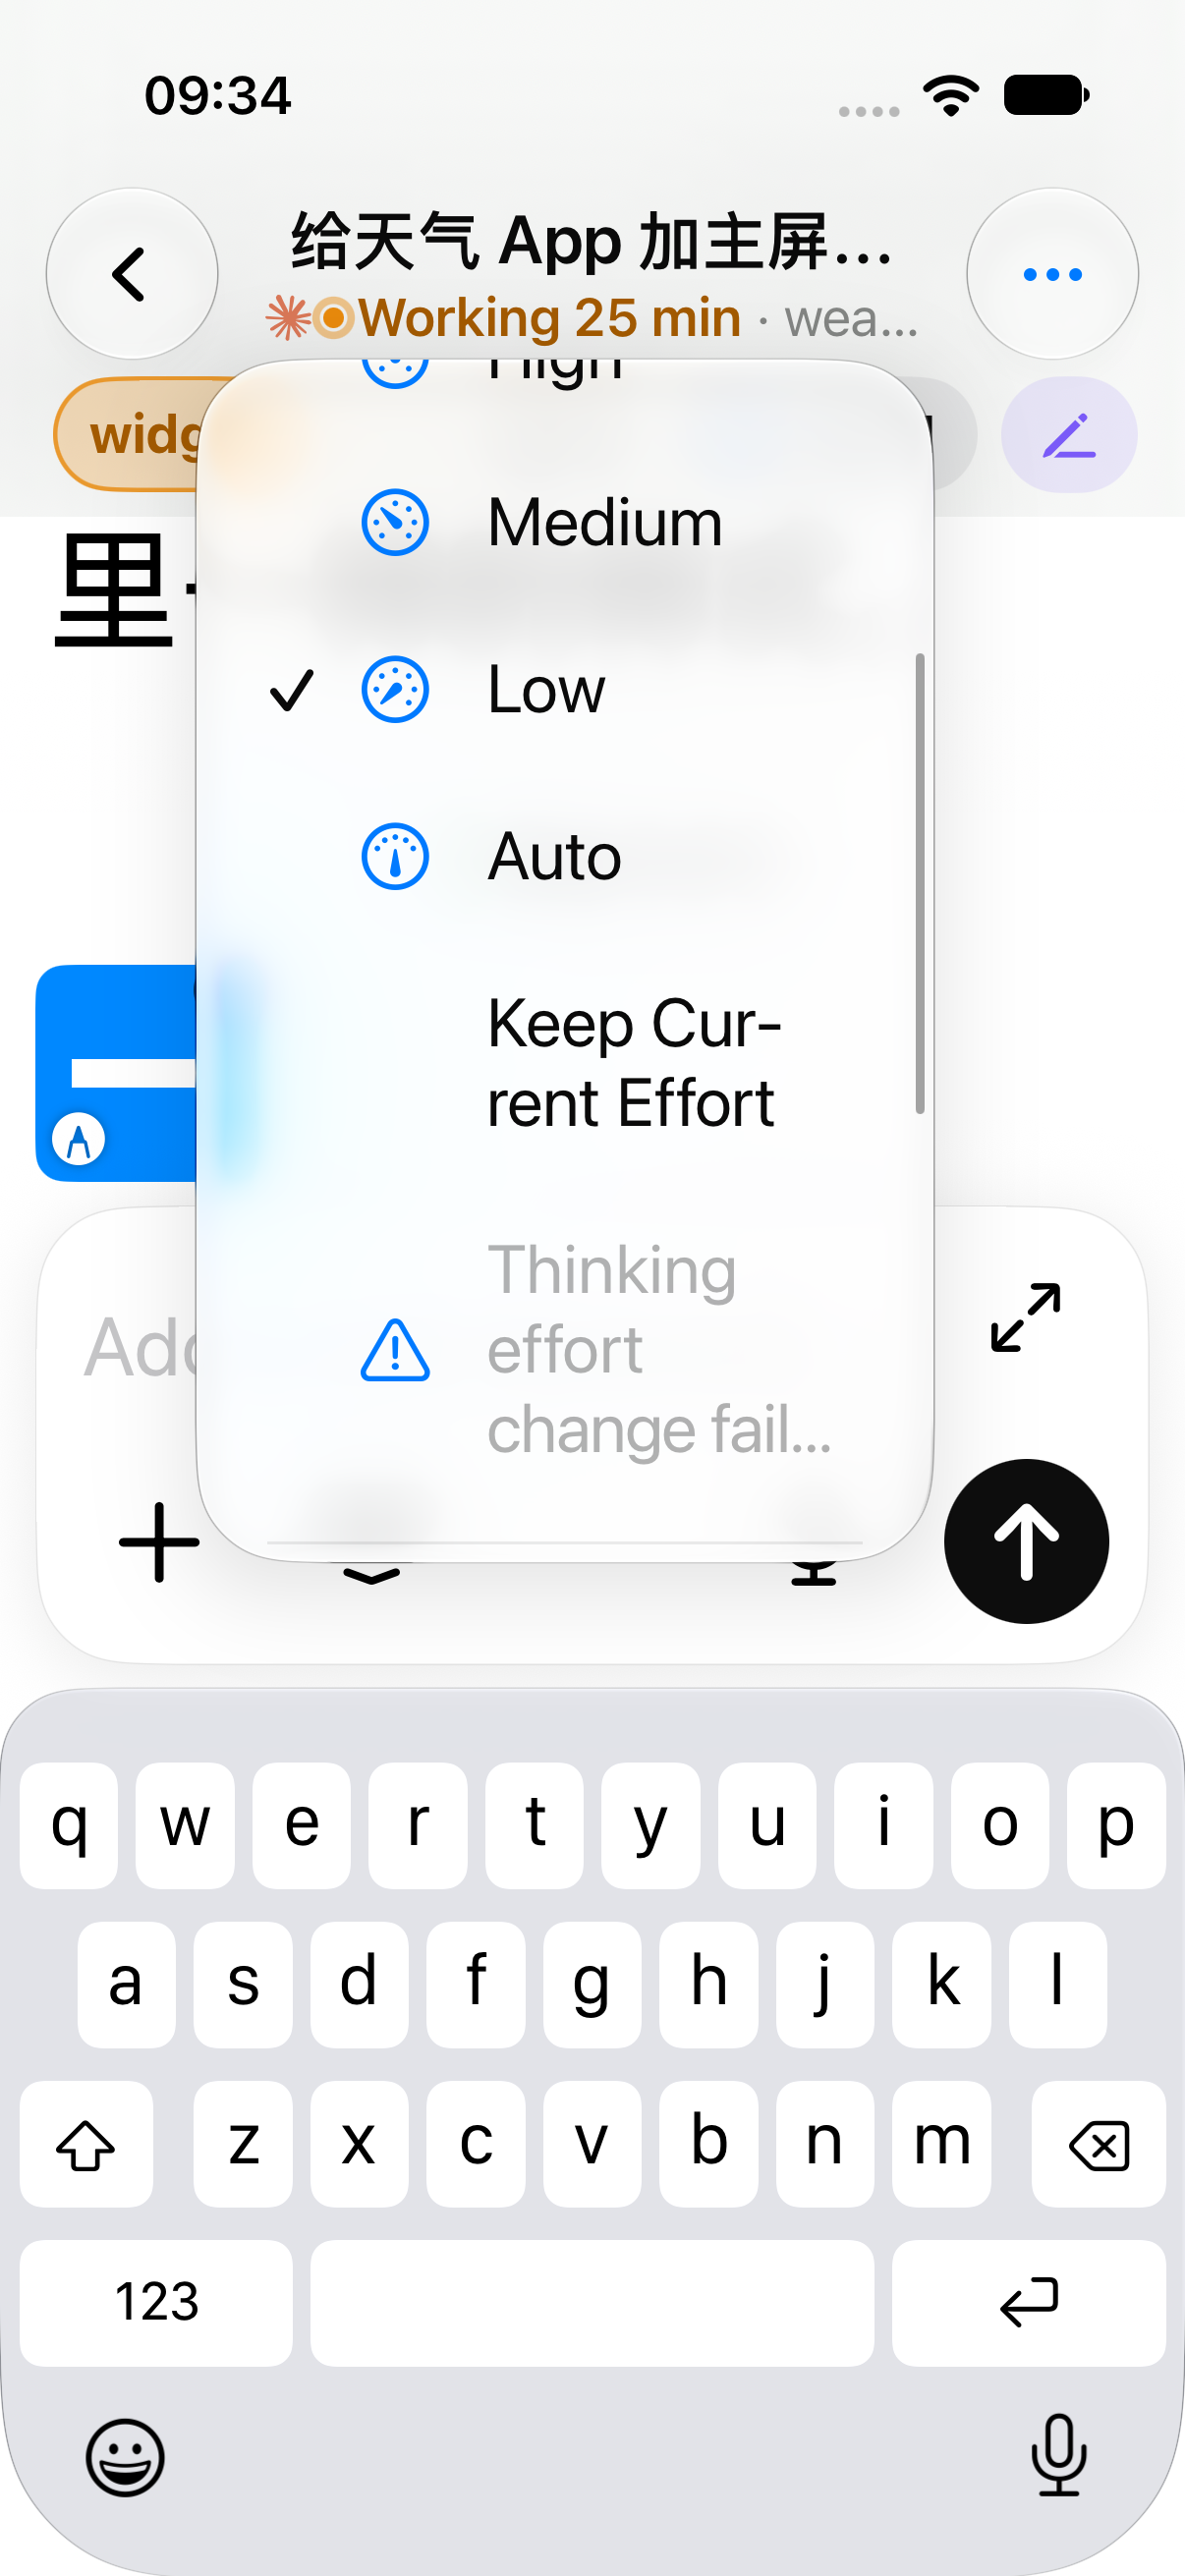 09:34
给天气 App 加主屏...
Working 25 min · wea...
High
widg
Medium
里
Low
Auto
Keep Cur-
rent Effort
Thinking
effort
change fail...
Add
q w e r t y u i o p
a s d f g h j k l
z x c v b n m
123